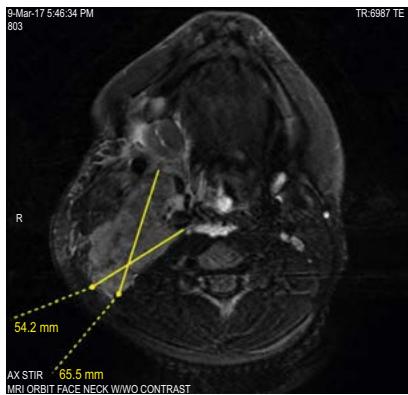 9-Mar-17 5:46:34 PM
TR:6987 TE
803
R
54.2 mm
AX STIR 65.5 mm
MRI ORBIT FACE NECK W/WO CONTRAST